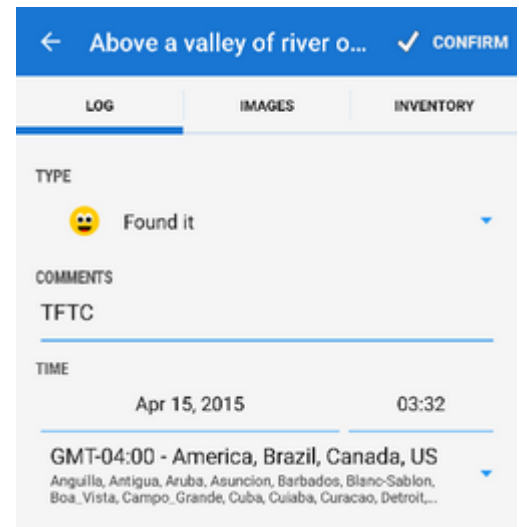 Above a valley of river o... CONFIRM
LOG IMAGES INVENTORY
TYPE
Found it
COMMENTS
TFTC
TIME
Apr 15, 2015 03:32
GMT-04:00 - America, Brazil, Canada, US
Anguilla, Antigua, Aruba, Asuncion, Barbados, Blanc-Sablon,
Boa_Vista, Campo_Grande, Cuba, Cuiaba, Curacao, Detroit,...